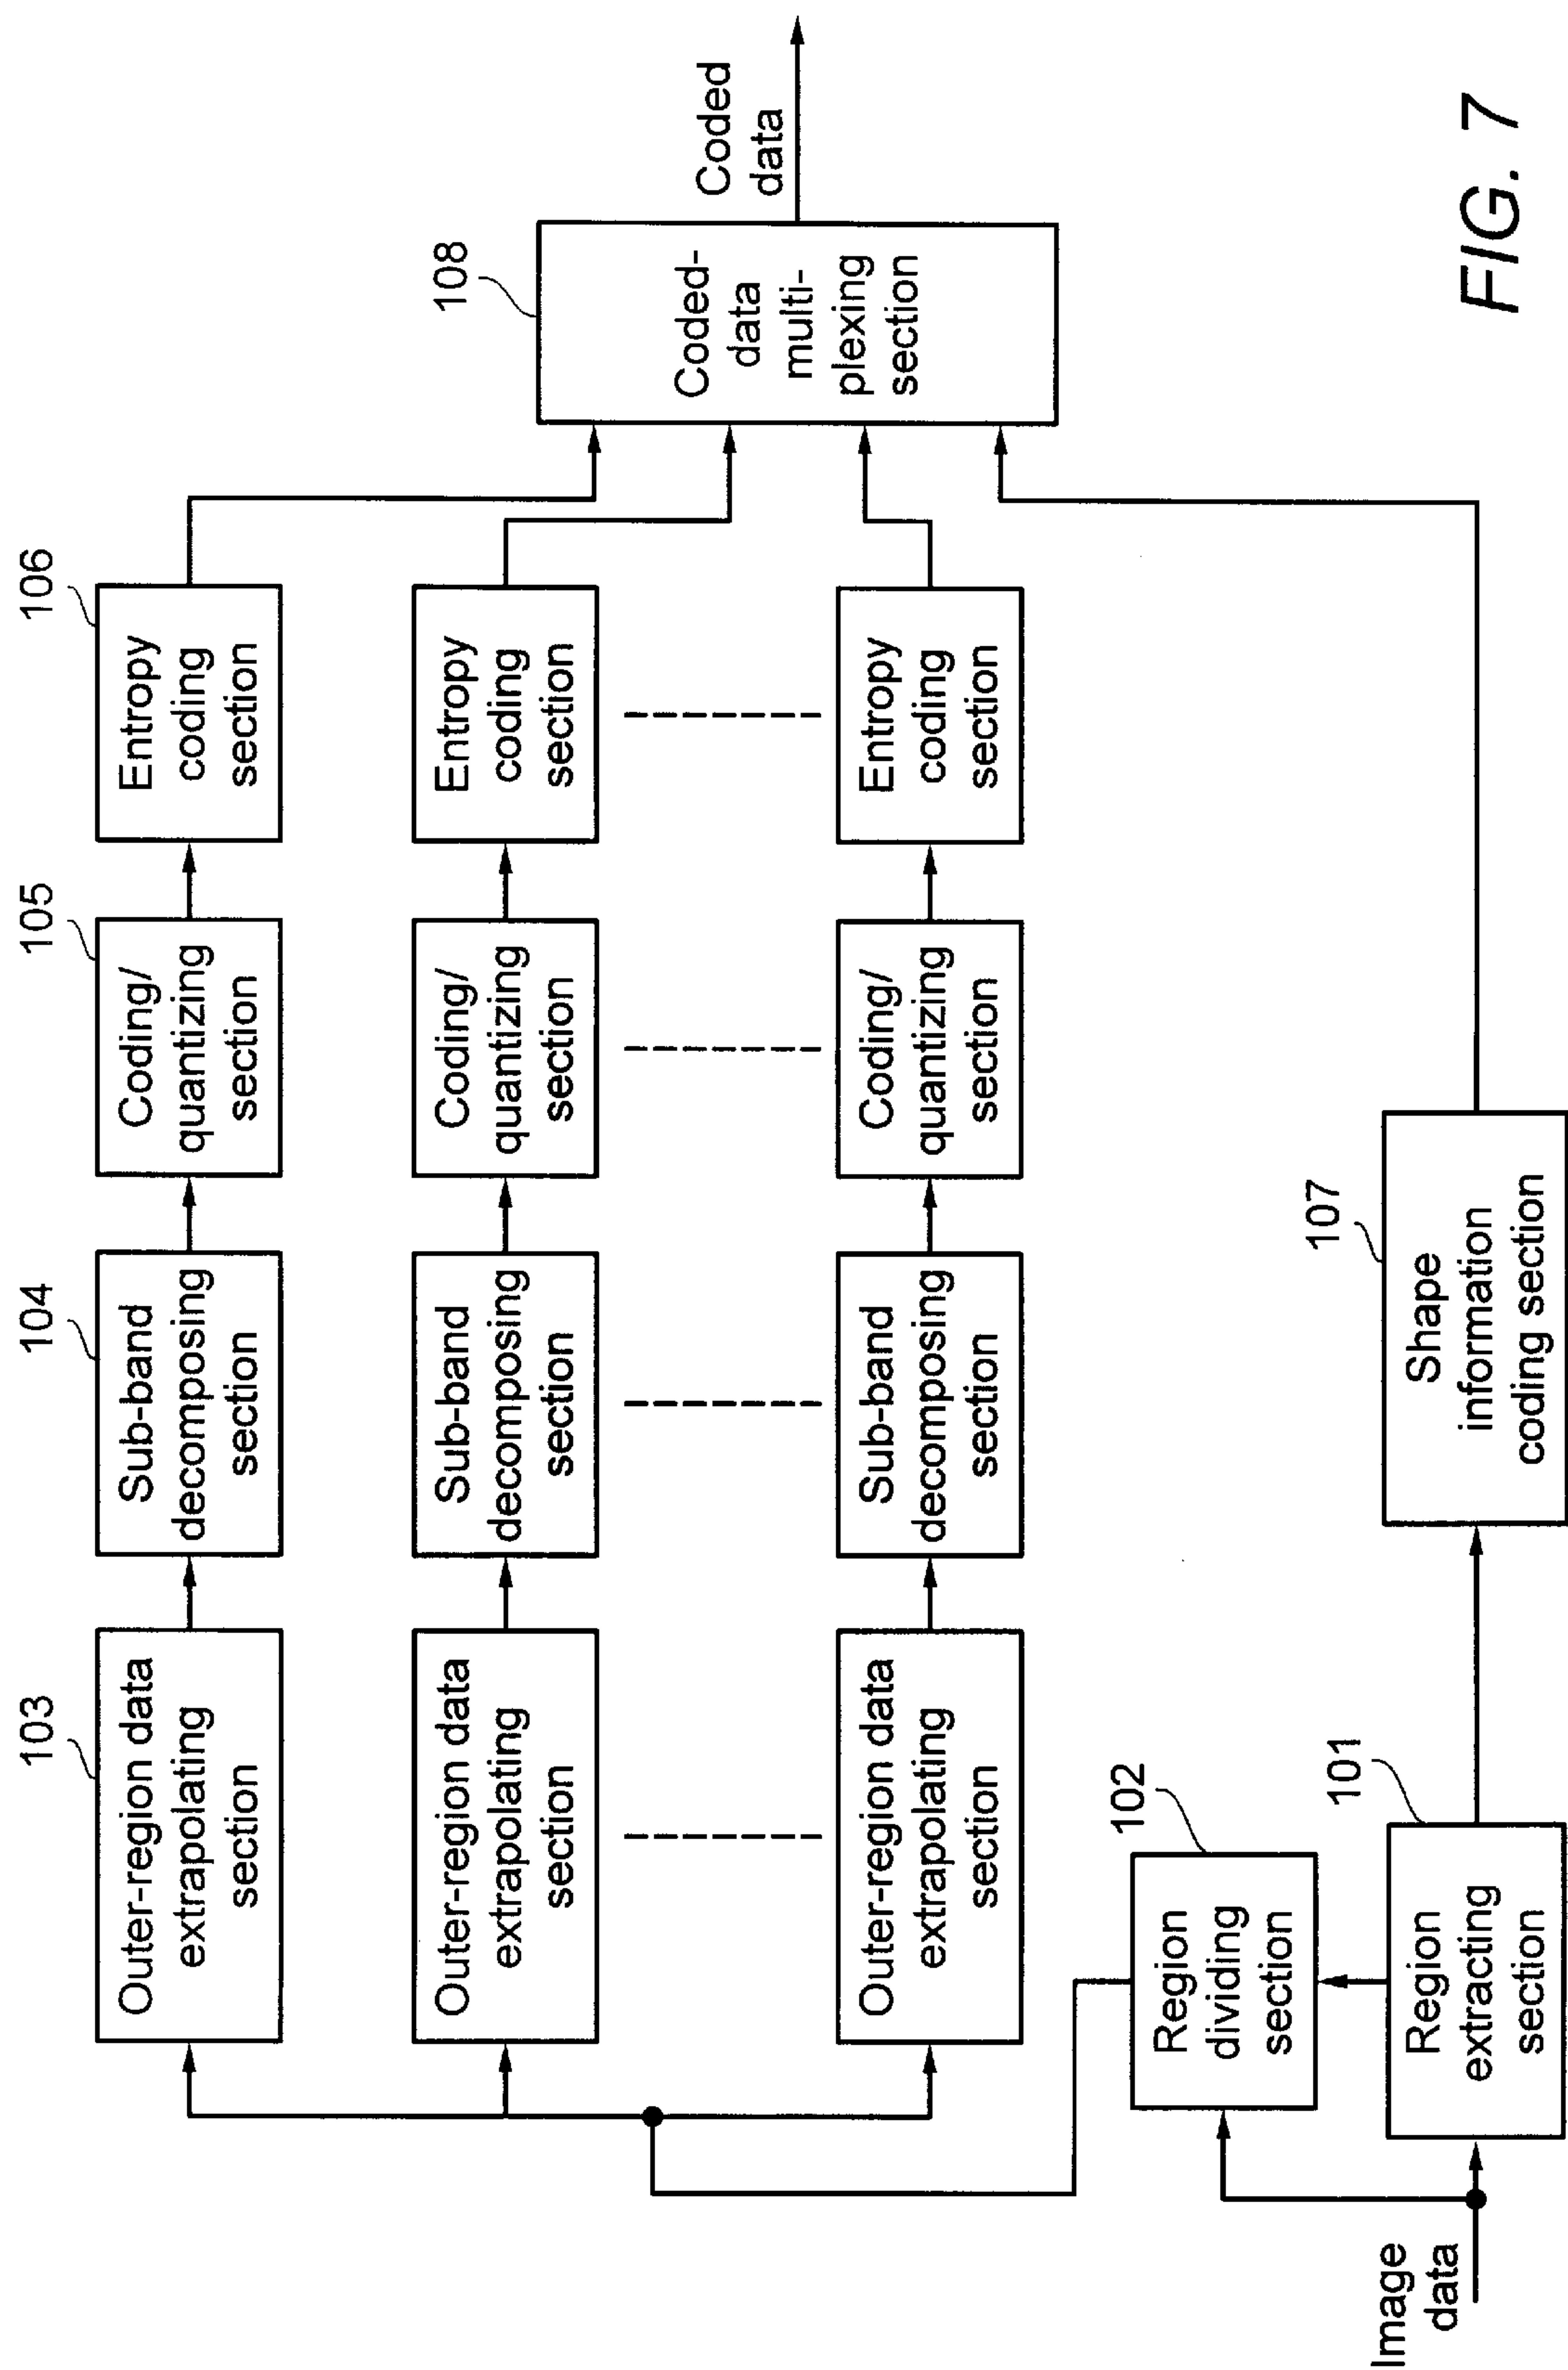 103
104
105
106
Outer-region data
extrapolating
section
Sub-band
decomposing
section
Coding/
quantizing
section
Entropy
coding
section
Outer-region data
extrapolating
section
Sub-band
decomposing
section
Coding/
quantizing
section
Entropy
coding
section
108
Coded-
data
multi-
plexing
section
Coded
data
Outer-region data
extrapolating
section
Sub-band
decomposing
section
Coding/
quantizing
section
Entropy
coding
section
102
Region
dividing
section
107
Image
data
101
Region
extracting
section
Shape
information
coding section
FIG. 7